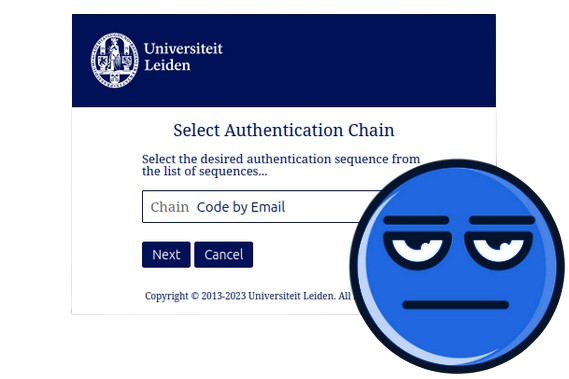 Universiteit
Leiden
Select Authentication Chain
Select the desired authentication sequence from
the list of sequences...
Chain Code by Email
Next Cancel
Copyright © 2013-2023 Universiteit Leiden. All